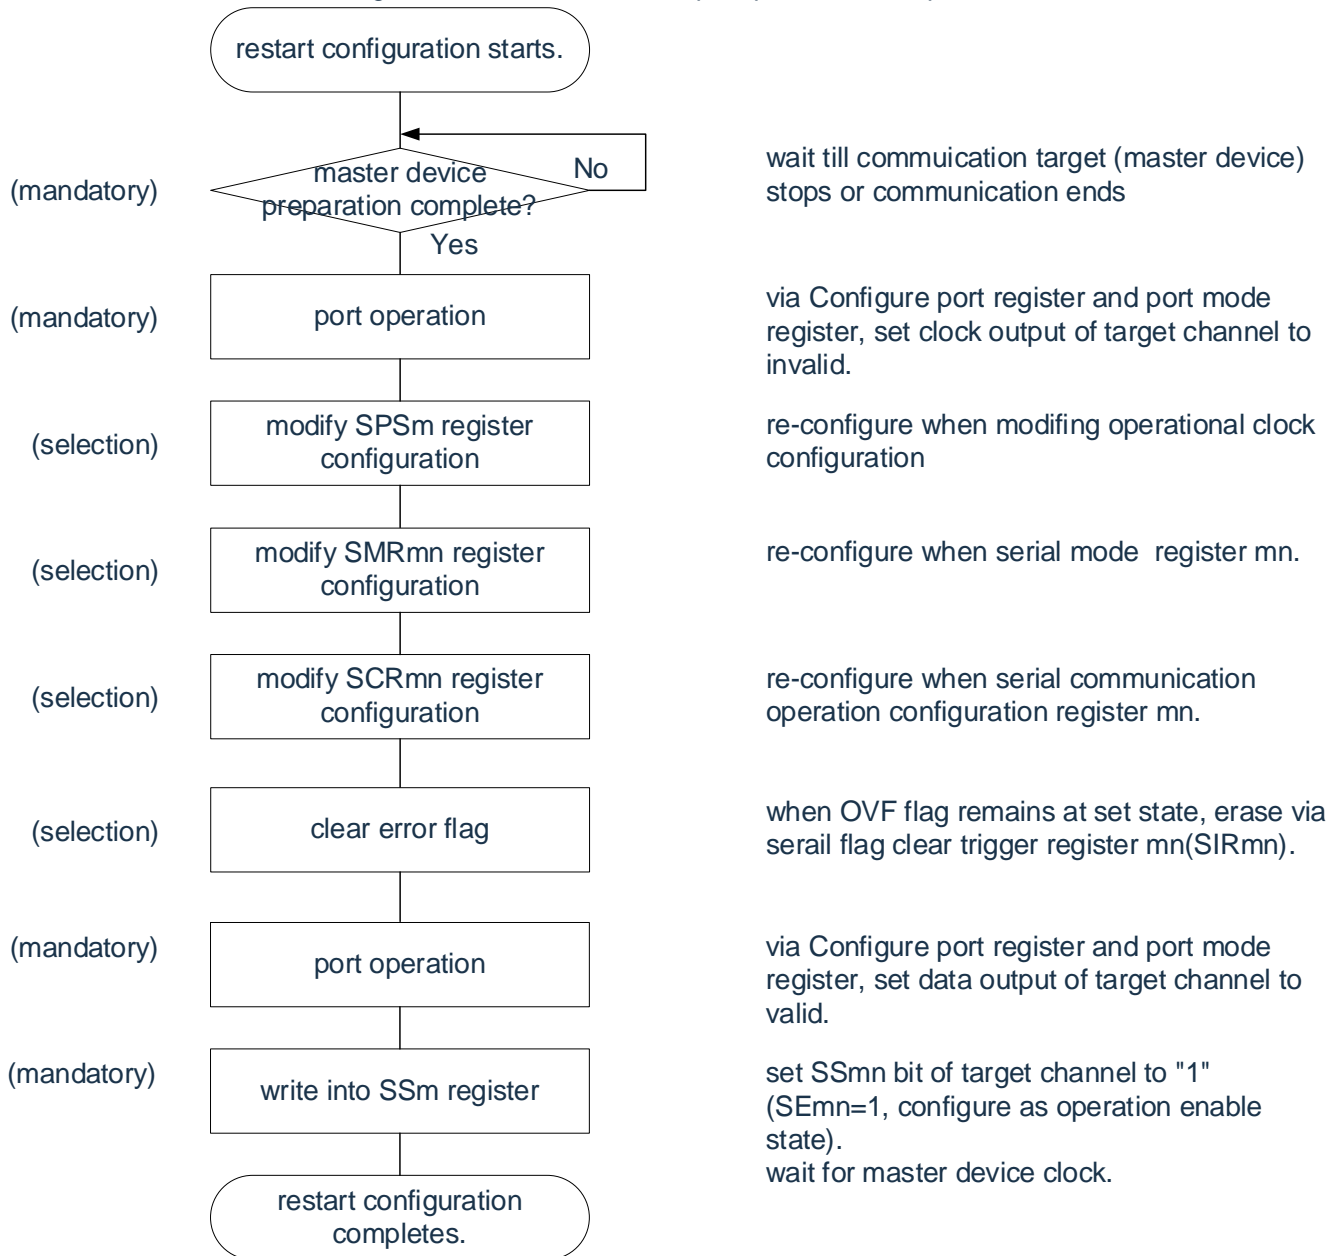 restart configuration starts.
No
master device
preparation complete?
(mandatory)
wait till commuication target (master device)
stops or communication ends
Yes
(mandatory)
port operation
via Configure port register and port mode
register, set clock output of target channel to
invalid.
(selection)
modify SPSm register
configuration
re-configure when modifing operational clock
configuration
(selection)
modify SMRmn register
configuration
re-configure when serial mode register mn.
(selection)
modify SCRmn register
configuration
re-configure when serial communication
operation configuration register mn.
(selection)
clear error flag
when OVF flag remains at set state, erase via
serail flag clear trigger register mn(SIRmn).
(mandatory)
port operation
via Configure port register and port mode
register, set data output of target channel to
valid.
(mandatory)
write into SSm register
set SSmn bit of target channel to "1"
(SEmn=1, configure as operation enable
state).
wait for master device clock.
restart configuration
completes.